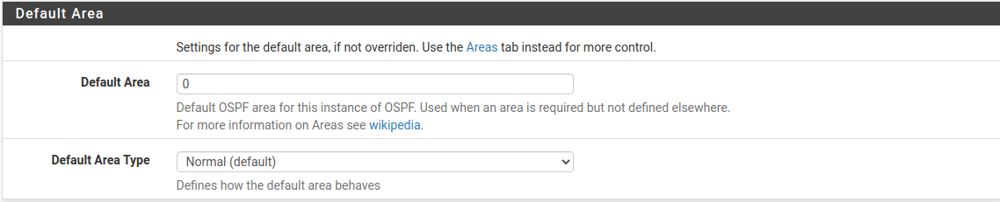 Default Area
Settings for the default area, if not overriden. Use the Areas tab instead for more control.
Default Area
0
Default OSPF area for this instance of OSPF. Used when an area is required but not defined elsewhere.
For more information on Areas see wikipedia.
Default Area Type
Normal (default)
Defines how the default area behaves